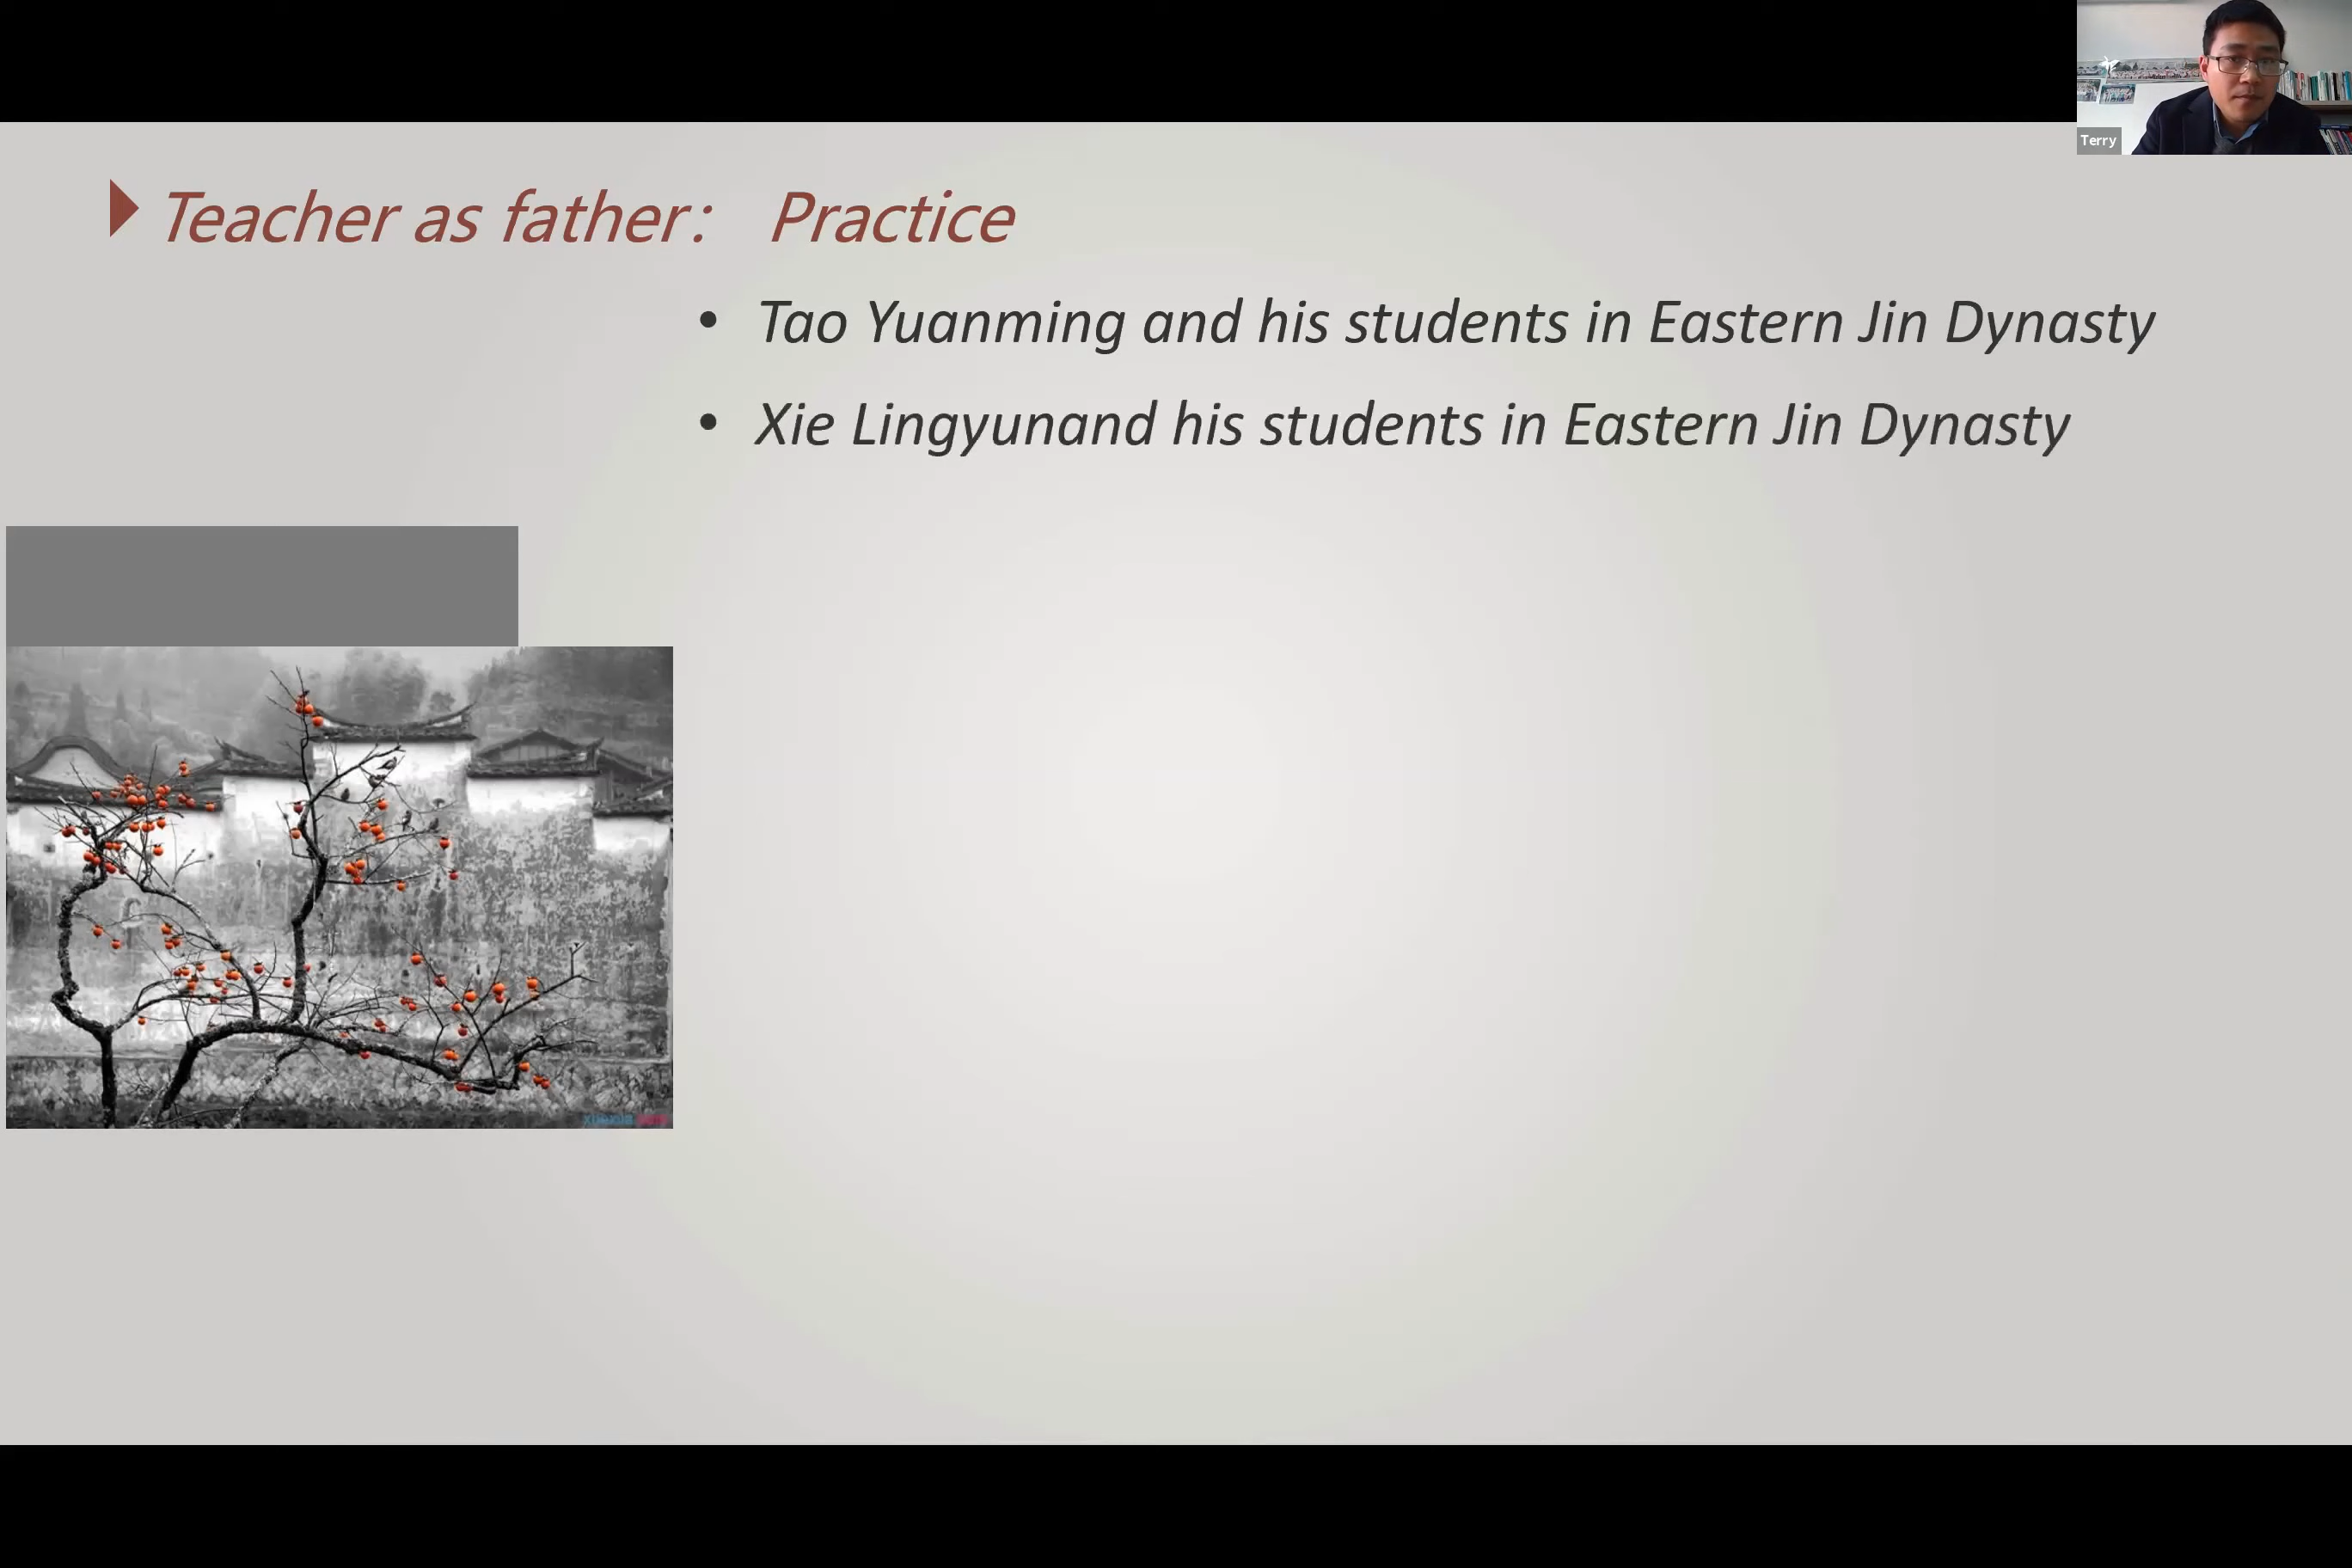 Terry
Teacher as father: Practice
• Tao Yuanming and his students in Eastern Jin Dynasty
• Xie Lingyunand his students in Eastern Jin Dynasty